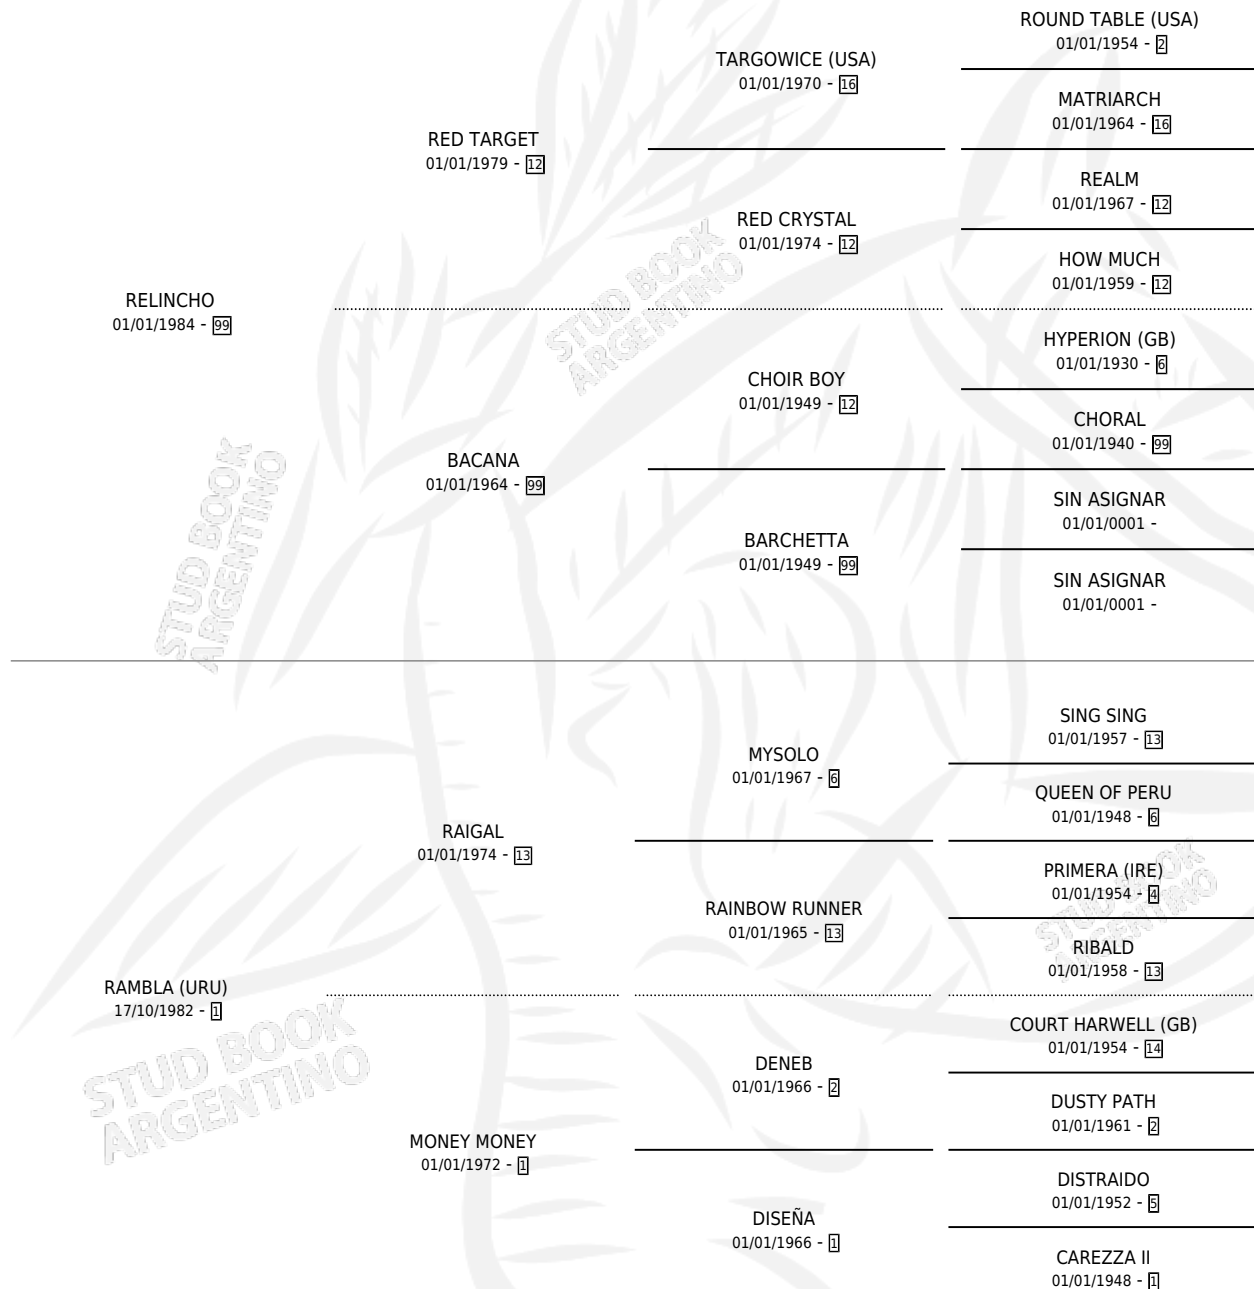 ROUND TABLE (USA)
01/01/1954 - 2
TARGOWICE (USA)
01/01/1970 - 16
MATRIARCH
01/01/1964 - 16
RED TARGET
01/01/1979 - 12
REALM
01/01/1967 - 12
RED CRYSTAL
01/01/1974 - 12
HOW MUCH
01/01/1959 - 12
RELINCHO
01/01/1984 - 99
STUD BOOK
ARGENTINO
HYPERION (GB)
01/01/1930 - 6
CHOIR BOY
01/01/1949 - 12
CHORAL
01/01/1940 - 99
BACANA
01/01/1964 - 99
SIN ASIGNAR
01/01/0001 -
BARCHETTA
01/01/1949 - 99
SIN ASIGNAR
01/01/0001 -
STUD BOOK
ARGENTINO
SING SING
01/01/1957 - 13
MYSOLO
01/01/1967 - 6
QUEEN OF PERU
01/01/1948 - 6
RAIGAL
01/01/1974 - 13
PRIMERA (IRE)
01/01/1954 - 4
RAINBOW RUNNER
01/01/1965 - 13
STUD BOOK
ARGENTINO
RIBALD
01/01/1958 - 13
RAMBLA (URU)
17/10/1982 - 1
COURT HARWELL (GB)
01/01/1954 - 14
DENEB
01/01/1966 - 2
STUD BOOK
ARGENTINO
DUSTY PATH
01/01/1961 - 2
MONEY MONEY
01/01/1972 - 1
DISTRAIDO
01/01/1952 - 5
DISEÑA
01/01/1966 - 1
CAREZZA II
01/01/1948 - 1